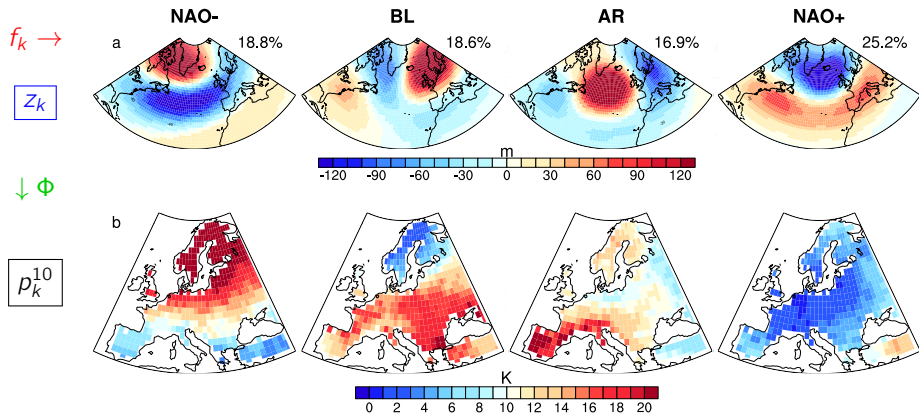 NAO- BL AR NAO+
f_k → a 18.8% 18.6% 16.9% 25.2%
z_k
m
-120 -90 -60 -30 0 30 60 90 120
↓ Φ
b
p_k^10
K
0 2 4 6 8 10 12 14 16 18 20